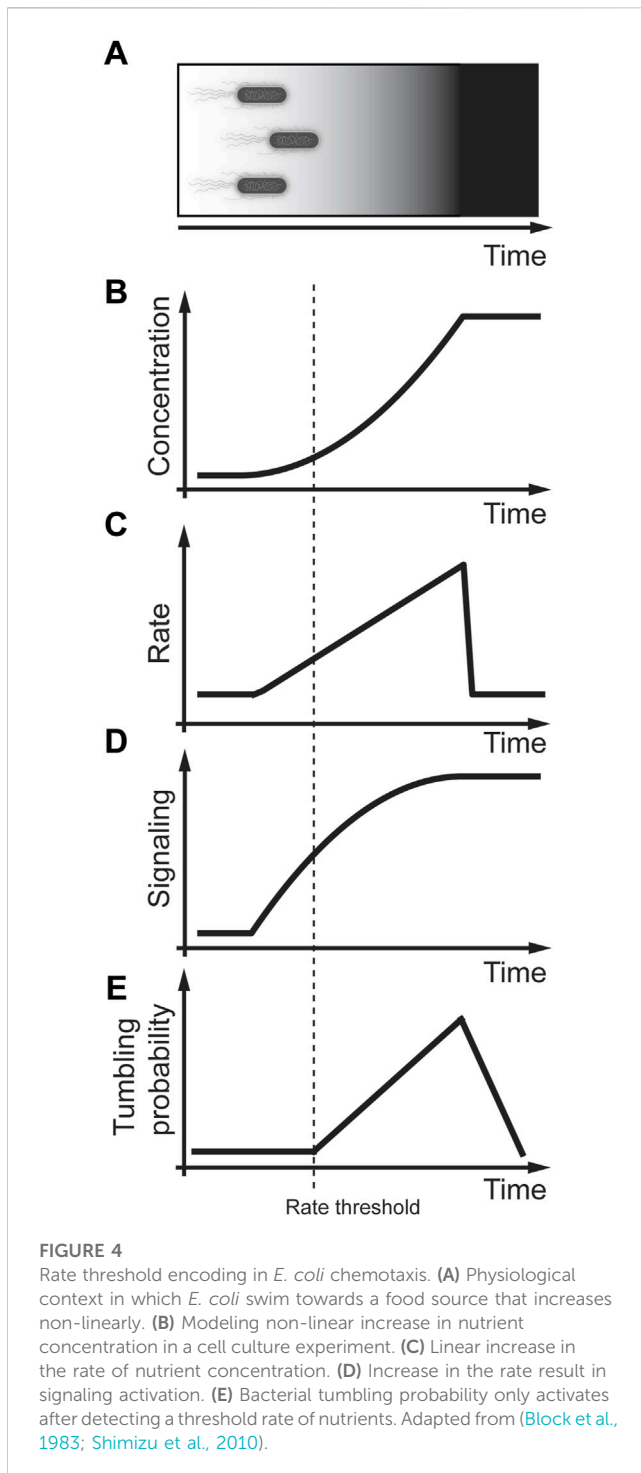 A
Time
B
Concentration
Time
C
Rate
Time
D
Signaling
Time
E
Tumbling
probability
Time
Rate threshold
FIGURE 4
Rate threshold encoding in E. coli chemotaxis. (A) Physiological
context in which E. coli swim towards a food source that increases
non-linearly. (B) Modeling non-linear increase in nutrient
concentration in a cell culture experiment. (C) Linear increase in
the rate of nutrient concentration. (D) Increase in the rate result in
signaling activation. (E) Bacterial tumbling probability only activates
after detecting a threshold rate of nutrients. Adapted from (Block et al.,
1983; Shimizu et al., 2010).